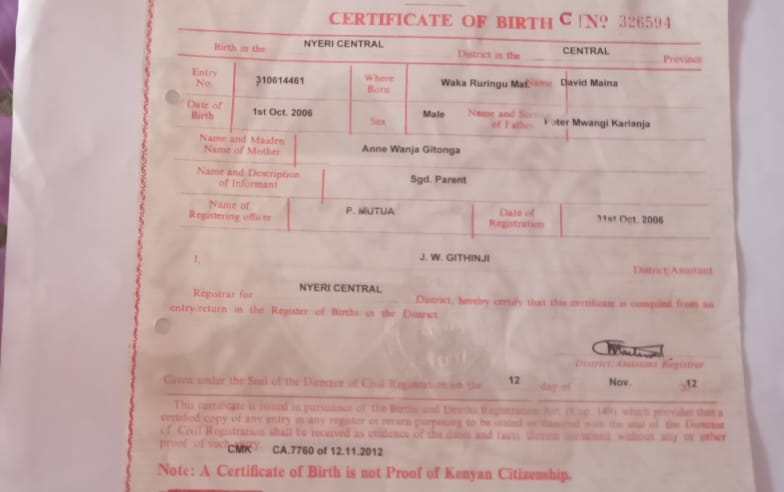 CERTIFICATE OF BIRTH C No 326594
Birth in the NYERI CENTRAL District in the CENTRAL Province
Entry No. 310614461 Where Born Waka Ruringu Mat. Name David Maina
Date of Birth 1st Oct. 2006 Sex Male Name and of Father Peter Mwangi Karianja
Name and Maiden Name of Mother Anne Wanja Gitonga
Name and Description of Informant Sgd. Parent
Name of Registering officer P. MUTUA Date of Registration 31st Oct. 2006
I, J. W. GITHINJI District/Assistant
Registrar for NYERI CENTRAL District, hereby certify that this certificate is compiled from an
entry/return in the Register of Births in the District.
District/Assistant Registrar
Given under the Seal of the Director of Civil Registration on the 12 day of Nov. 12
This certificate is issued in pursuance of the Births and Deaths Registration Act (Cap. 149) which provides that a
certified copy of any entry in any register or return purporting to be sealed or stamped with the seal of the Director
of Civil Registration shall be received as evidence of the dates and facts therein contained without any or other
proof of such CMK CA.7760 of 12.11.2012
Note: A Certificate of Birth is not Proof of Kenyan Citizenship.